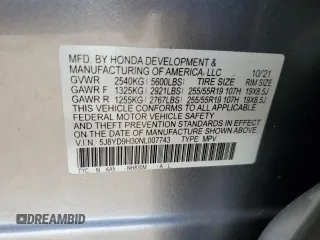 MFD. BY HONDA DEVELOPMENT &
MANUFACTURING OF AMERICA, LLC 10/21
GVWR 2540KG (5600LBS) TIRE SIZE RIM SIZE
GAWR F 1325KG (2921LBS) 255/55R19 107H 19X8.5J
GAWR R 1255KG (2767LBS) 255/55R19 107H 19X8.5J
THIS VEHICLE CONFORMS TO ALL APPLICABLE
FEDERAL MOTOR VEHICLE SAFETY AND THEFT
PREVENTION STANDARDS IN EFFECT ON THE DATE
OF MANUFACTURE SHOWN ABOVE.
V.I.N.: 5J8YD9H30NL007743 TYPE: MPV
TYC N A-L
AUTOBIDMASTER